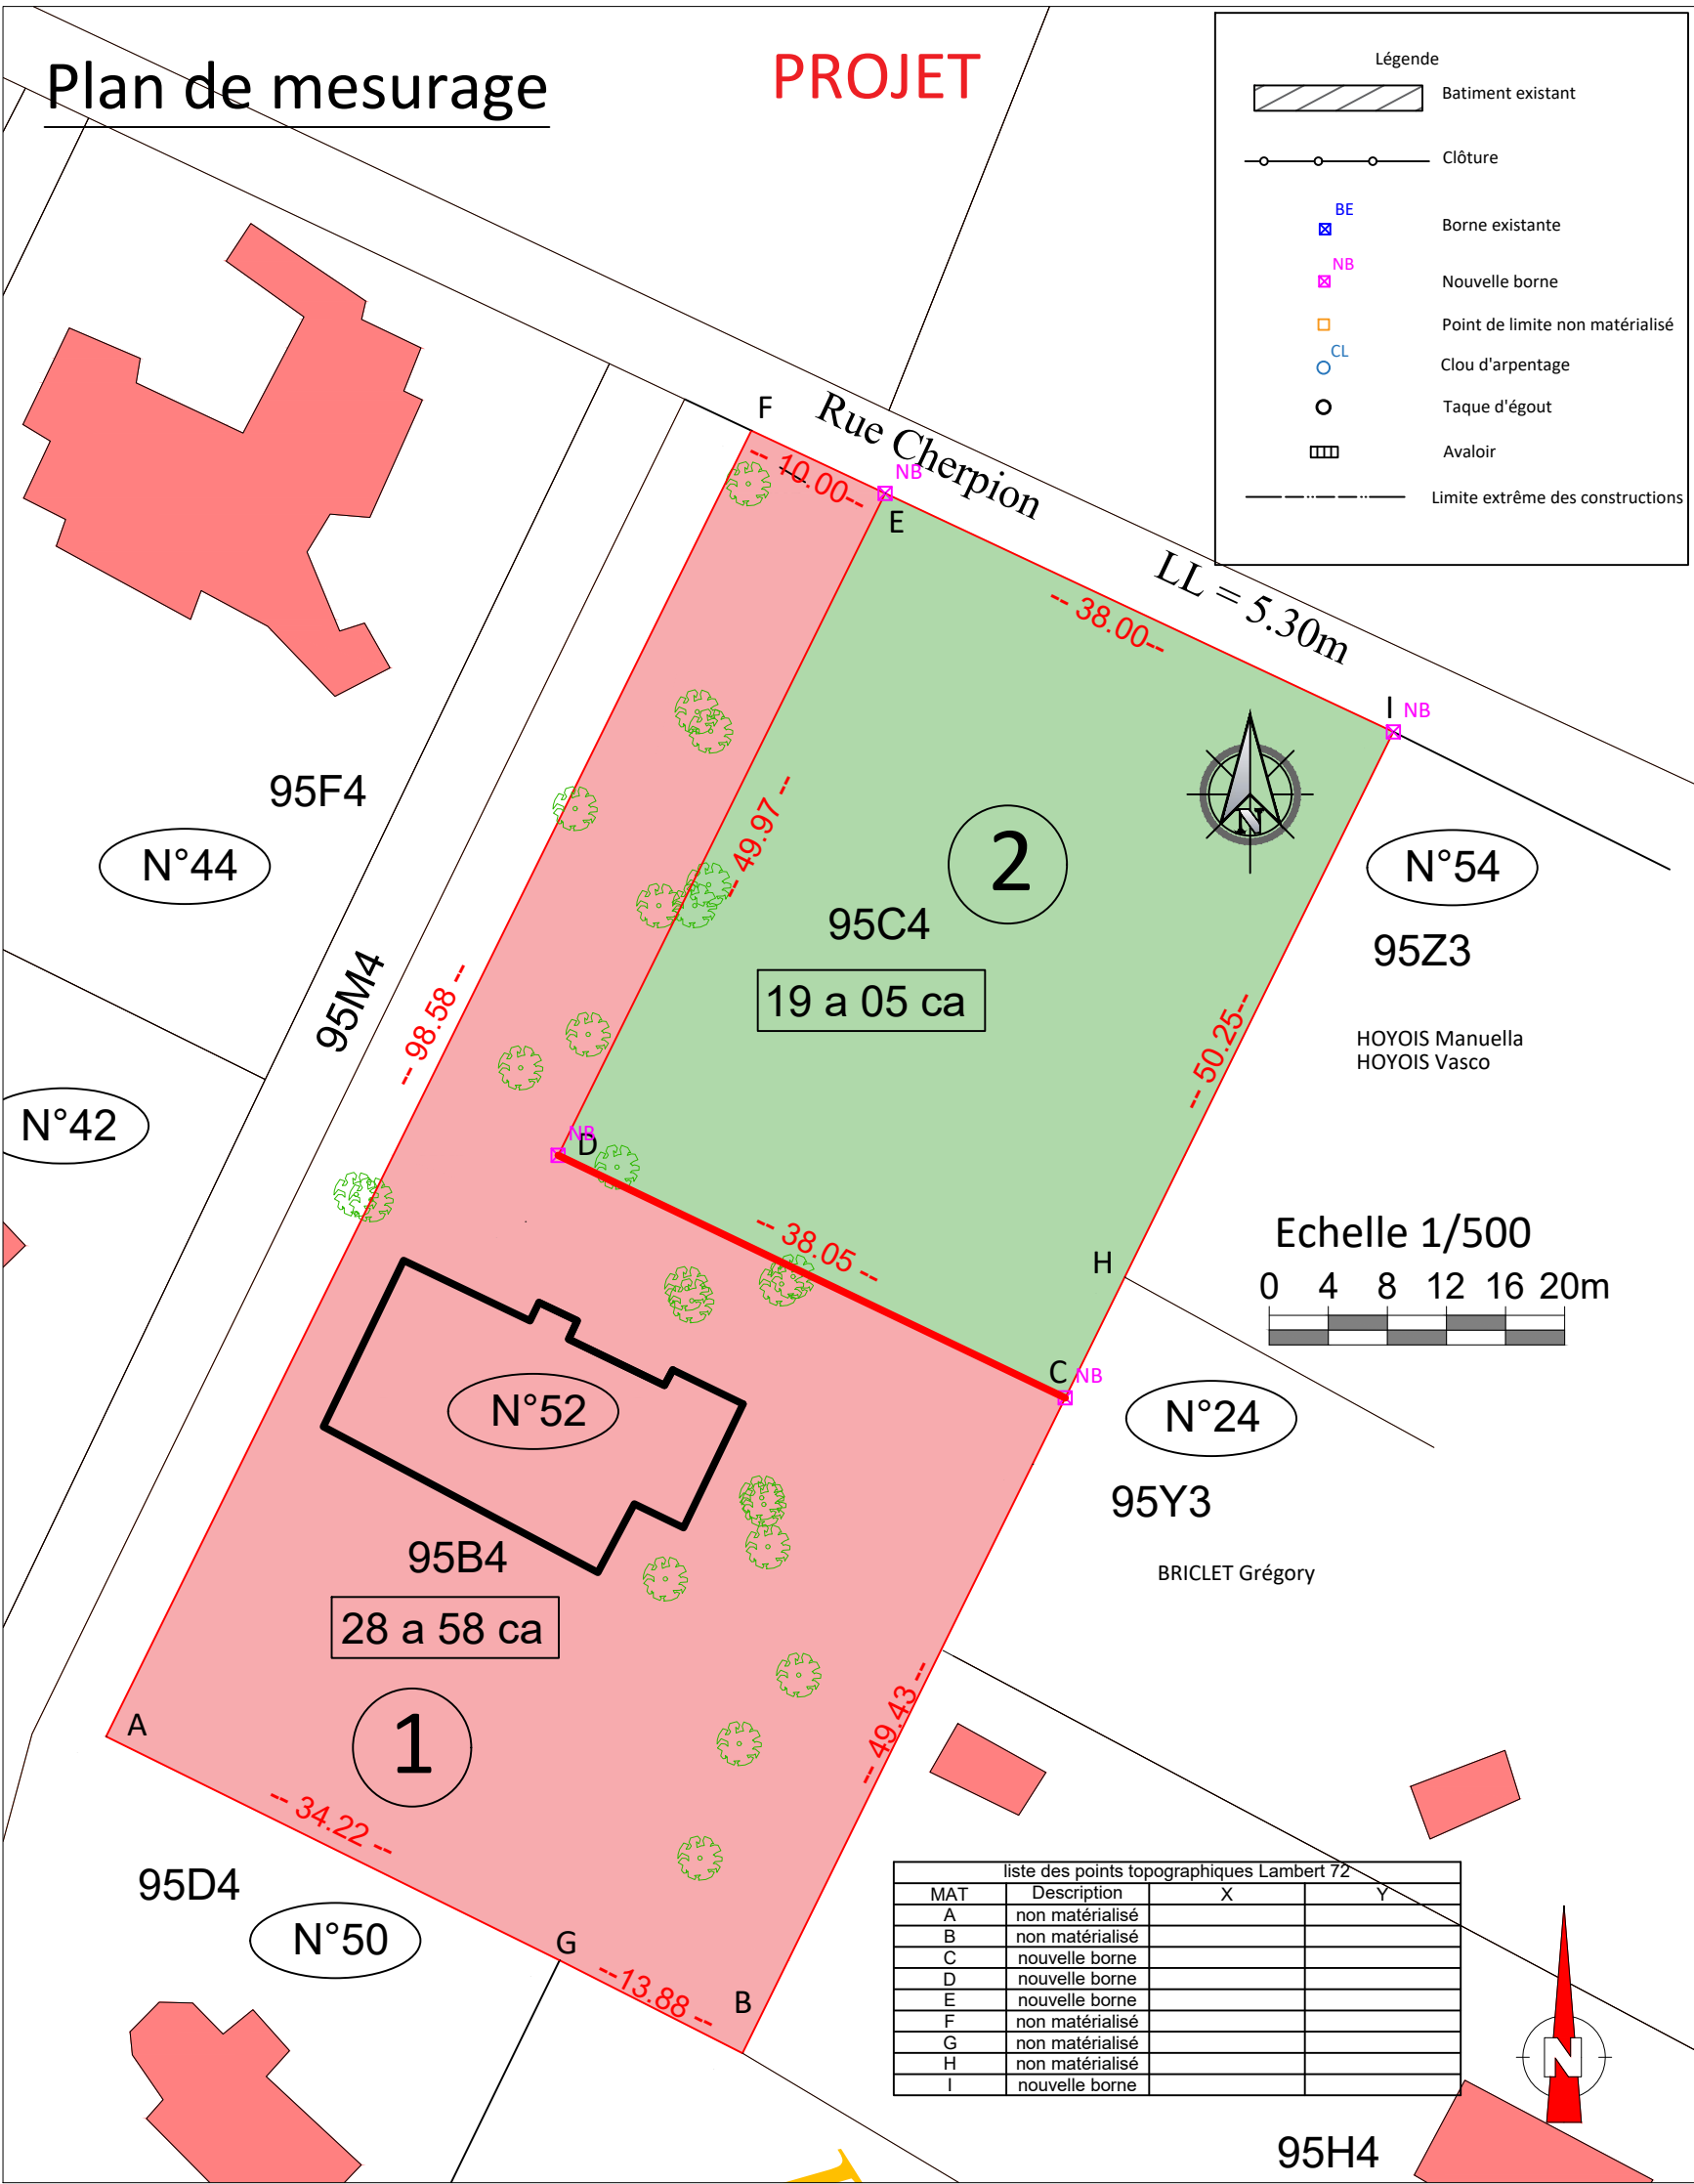 Plan de mesurage
PROJET
Légende
Batiment existant
Clôture
BE
Borne existante
NB
Nouvelle borne
Point de limite non matérialisé
CL
Clou d'arpentage
Taque d'égout
Avaloir
Limite extrême des constructions
F
Rue Cherpion
-- 10.00--
NB
E
LL = 5.30m
-- 38.00--
I
NB
95F4
N°44
-- 49.97 --
2
N
N°54
95C4
95Z3
19 a 05 ca
95M4
-- 98.58 --
-- 50.25--
HOYOIS Manuella
HOYOIS Vasco
N°42
NB
D
-- 38.05 --
H
Echelle 1/500
0 4 8 12 16 20m
C
NB
N°52
N°24
95Y3
95B4
BRICLET Grégory
28 a 58 ca
A
1
-- 49.43 --
-- 34.22 --
95D4
N°50
G
--13.88 --
B
liste des points topographiques Lambert 72
MAT Description X Y
A non matérialisé
B non matérialisé
C nouvelle borne
D nouvelle borne
E nouvelle borne
F non matérialisé
G non matérialisé
H non matérialisé
I nouvelle borne
N
95H4